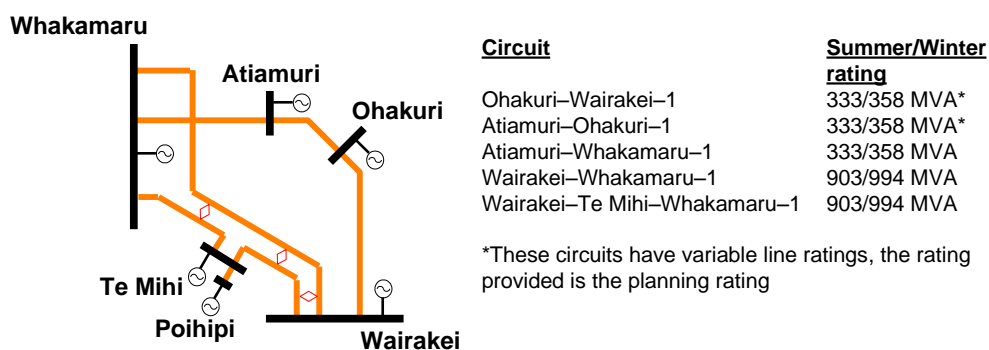 Whakamaru
Atiamuri
Ohakuri
Te Mihi
Poihipi
Wairakei
Circuit Summer/Winter
rating
Ohakuri–Wairakei–1 333/358 MVA*
Atiamuri–Ohakuri–1 333/358 MVA*
Atiamuri–Whakamaru–1 333/358 MVA
Wairakei–Whakamaru–1 903/994 MVA
Wairakei–Te Mihi–Whakamaru–1 903/994 MVA
*These circuits have variable line ratings, the rating
provided is the planning rating